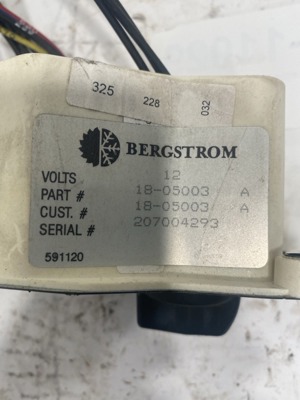 325
228
032
BERGSTROM
VOLTS 12
PART # 18-05003 A
CUST. # 18-05003 A
SERIAL # 207004293
591120